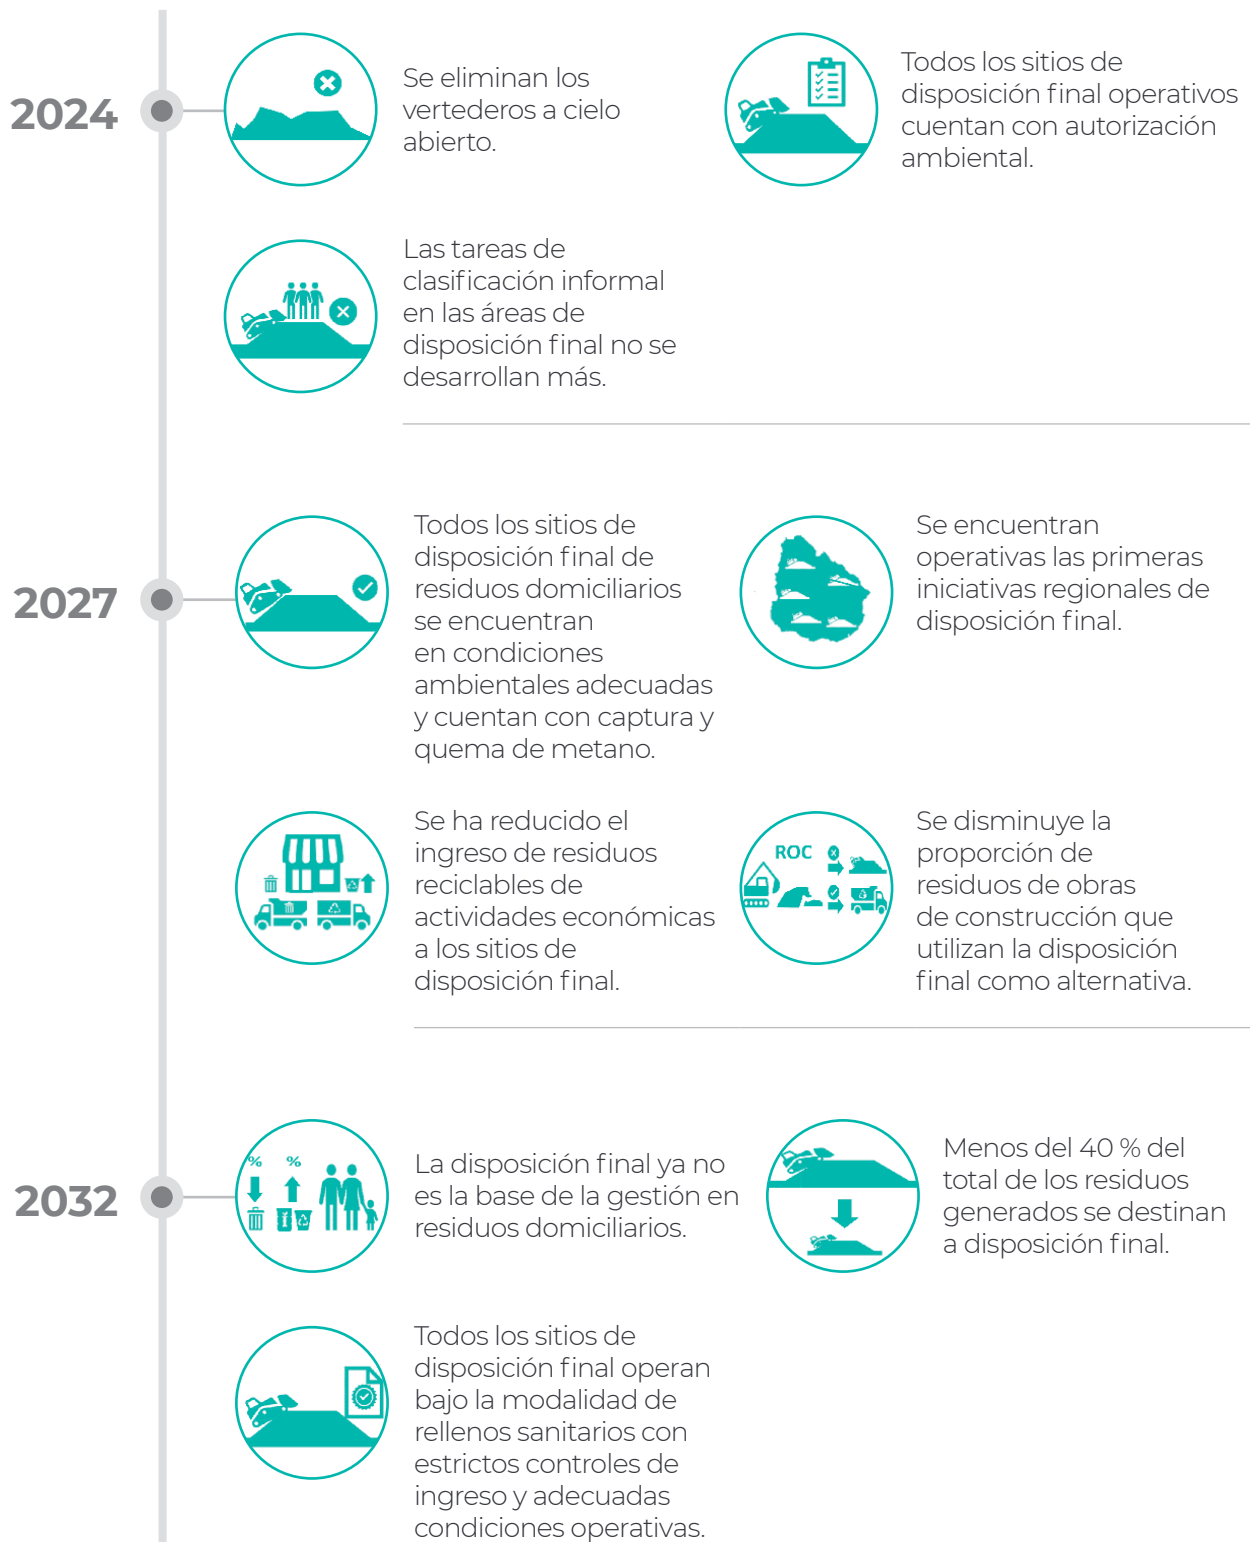 2024
Se eliminan los
vertederos a cielo
abierto.
Todos los sitios de
disposición final operativos
cuentan con autorización
ambiental.
Las tareas de
clasificación informal
en las áreas de
disposición final no se
desarrollan más.
2027
Todos los sitios de
disposición final de
residuos domiciliarios
se encuentran
en condiciones
ambientales adecuadas
y cuentan con captura y
quema de metano.
Se encuentran
operativas las primeras
iniciativas regionales de
disposición final.
Se ha reducido el
ingreso de residuos
reciclables de
actividades económicas
a los sitios de
disposición final.
ROC
Se disminuye la
proporción de
residuos de obras
de construcción que
utilizan la disposición
final como alternativa.
2032
% %
La disposición final ya no
es la base de la gestión en
residuos domiciliarios.
Menos del 40 % del
total de los residuos
generados se destinan
a disposición final.
Todos los sitios de
disposición final operan
bajo la modalidad de
rellenos sanitarios con
estrictos controles de
ingreso y adecuadas
condiciones operativas.